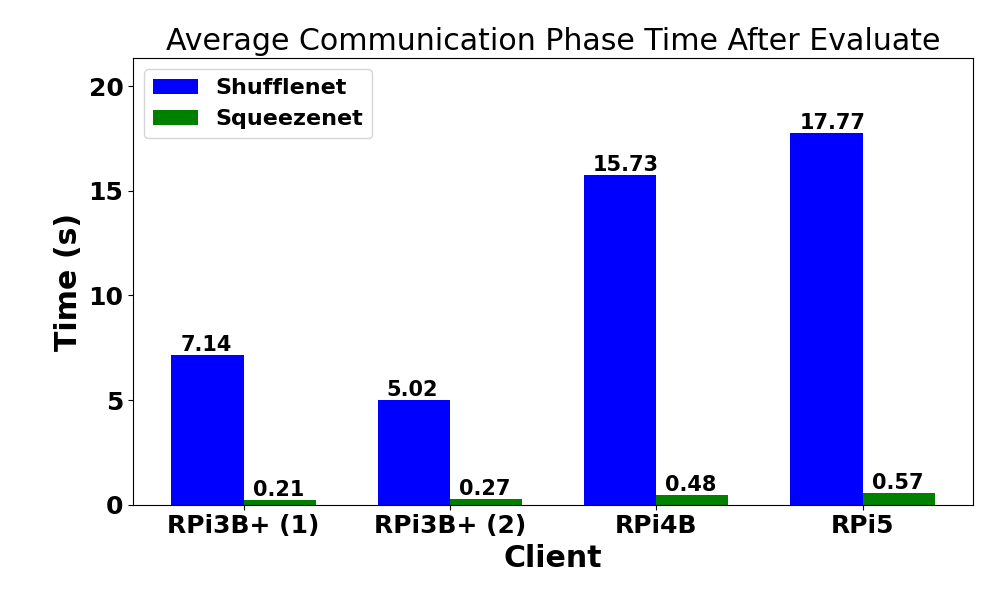 Average Communication Phase Time After Evaluate
Shufflenet
Squeezenet
Time (s)
20
15
10
5
0
7.14
0.21
5.02
0.27
15.73
0.48
17.77
0.57
RPi3B+ (1)
RPi3B+ (2)
RPi4B
RPi5
Client